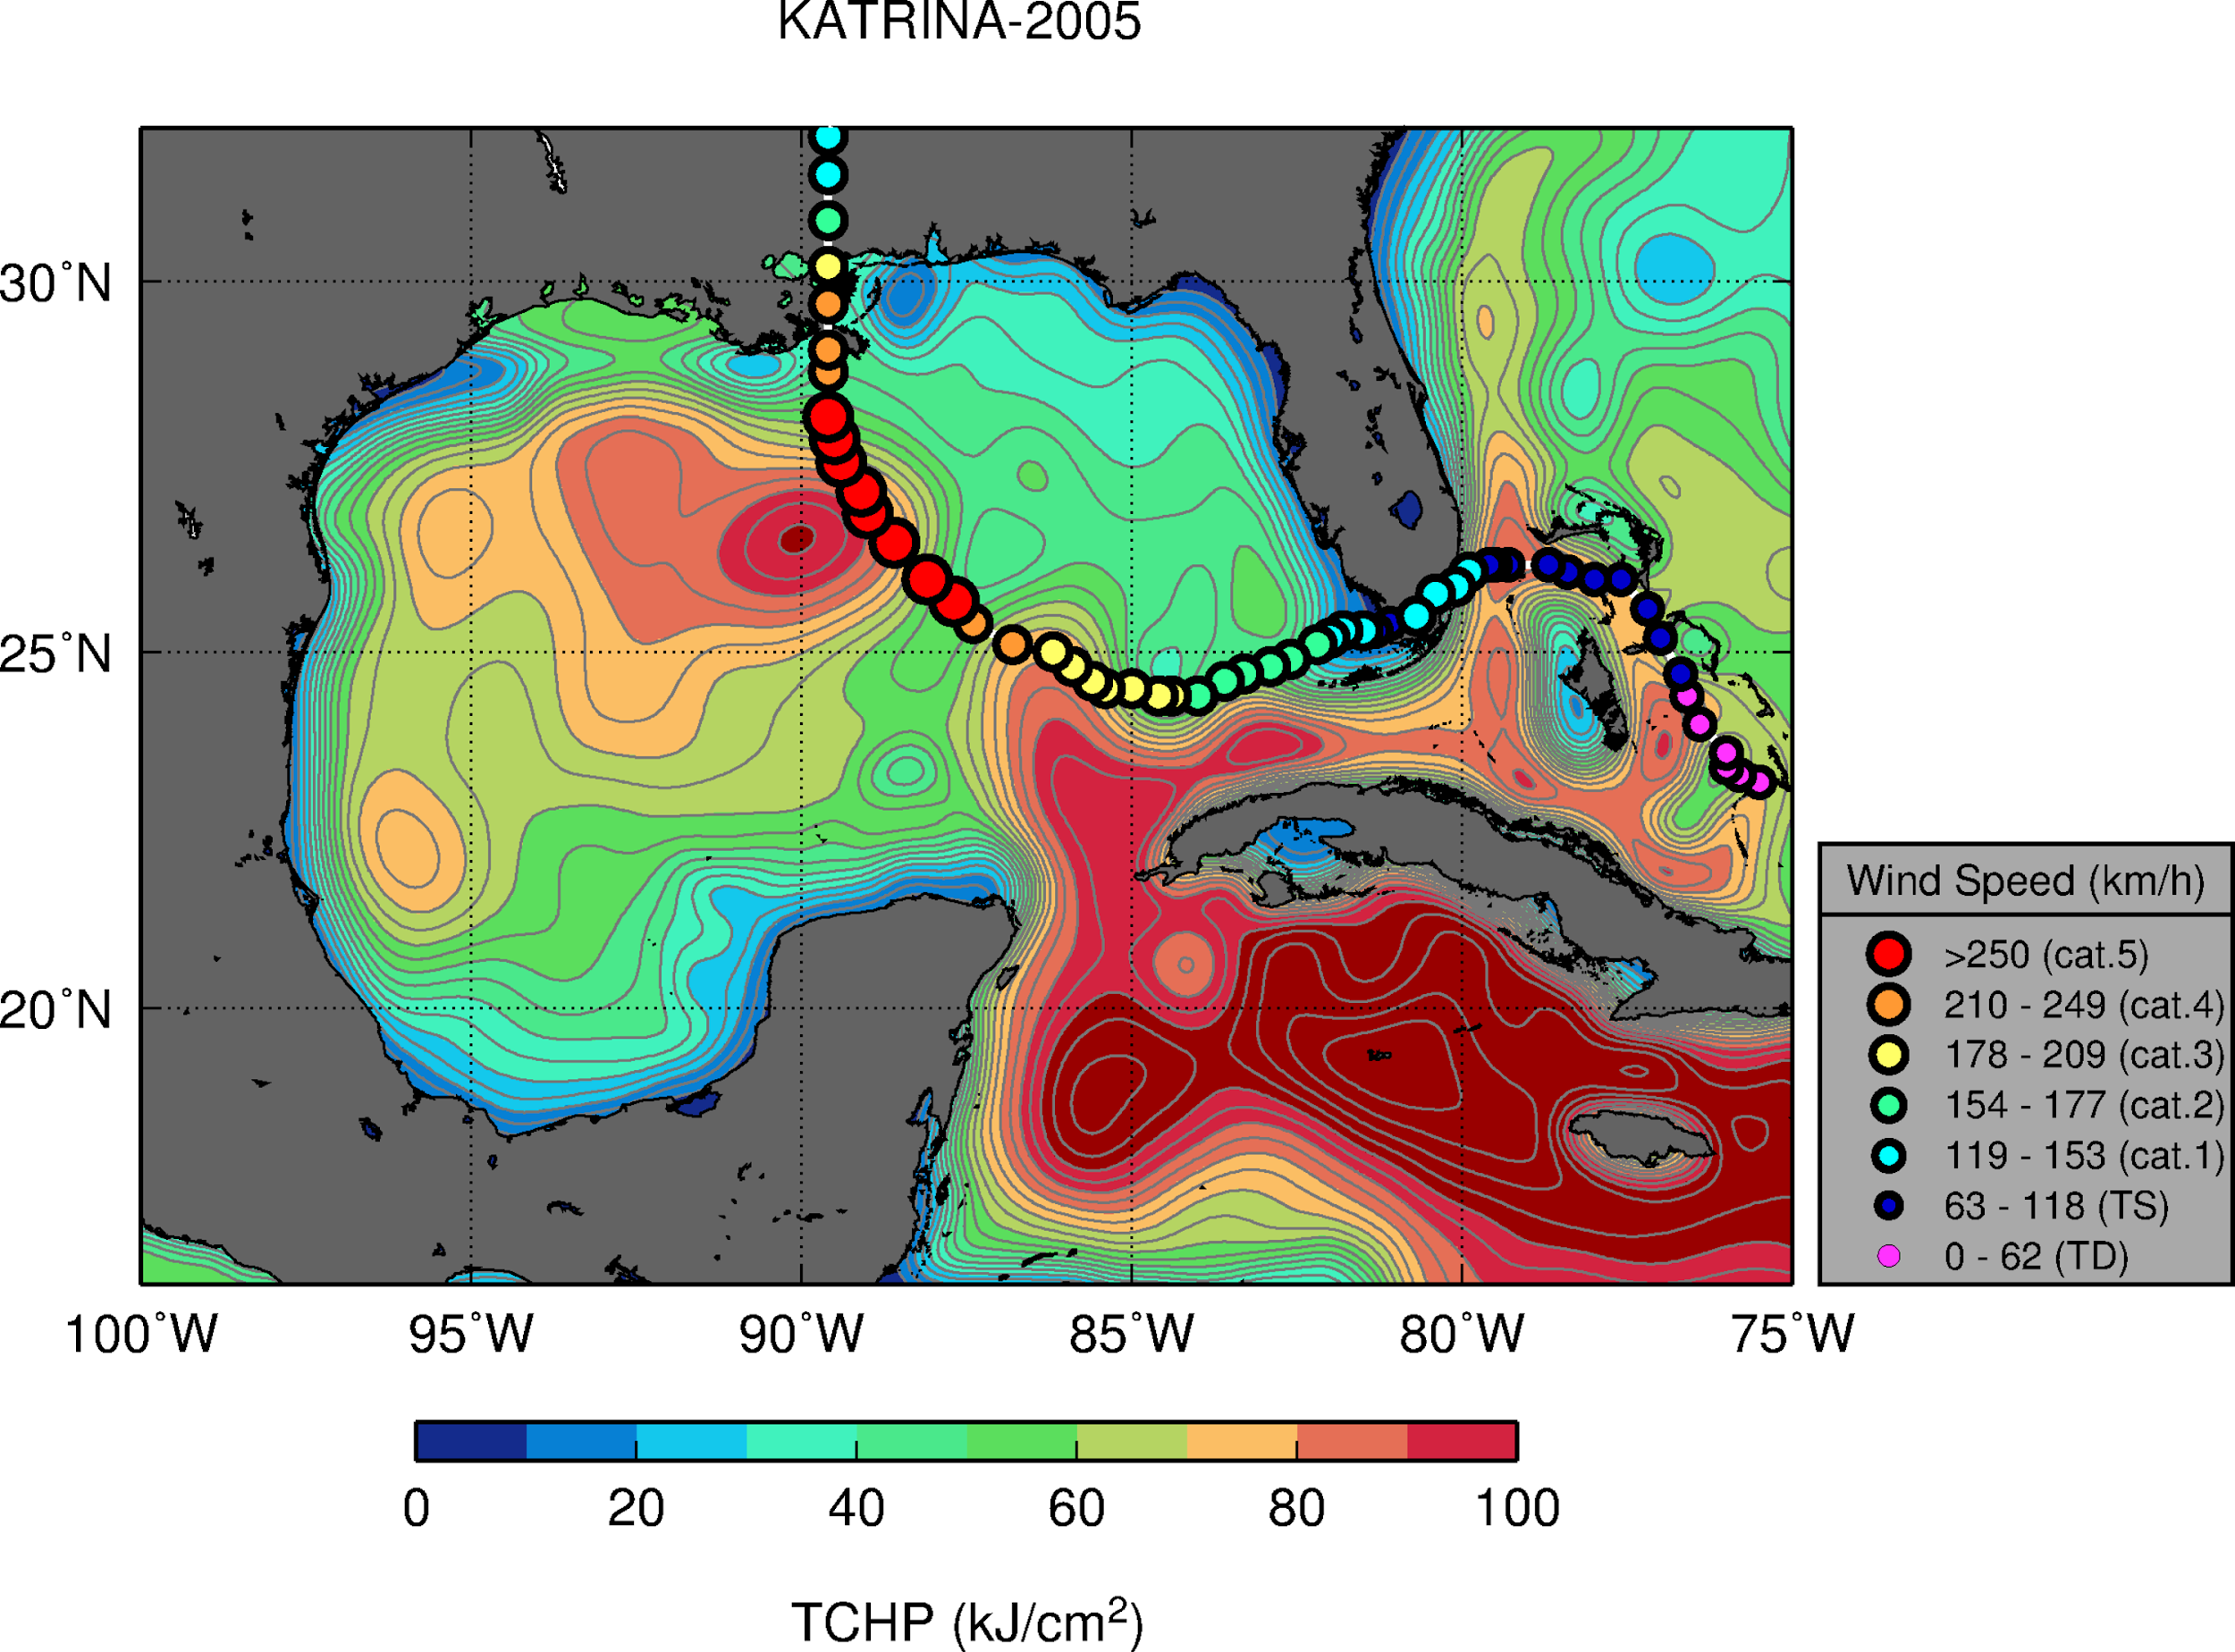 KATRINA-2005
30°N
25°N
20°N
100°W 95°W 90°W 85°W 80°W 75°W
Wind Speed (km/h)
>250 (cat.5)
210 - 249 (cat.4)
178 - 209 (cat.3)
154 - 177 (cat.2)
119 - 153 (cat.1)
63 - 118 (TS)
0 - 62 (TD)
0 20 40 60 80 100
TCHP (kJ/cm²)